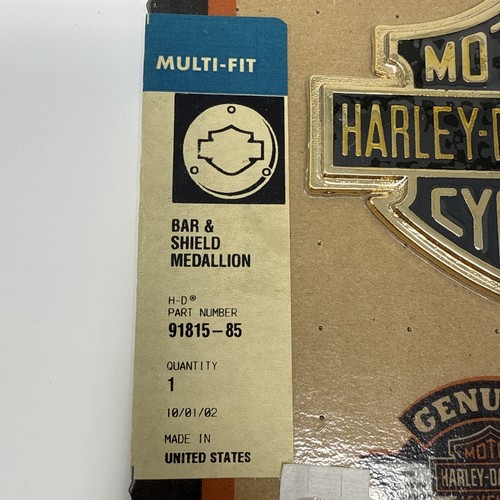 MULTI-FIT
BAR &
SHIELD
MEDALLION
H-D®
PART NUMBER
91815-85
QUANTITY
1
10/01/02
MADE IN
UNITED STATES
MOT
HARLEY-D
CYC
GENU
MOTO
HARLEY-D